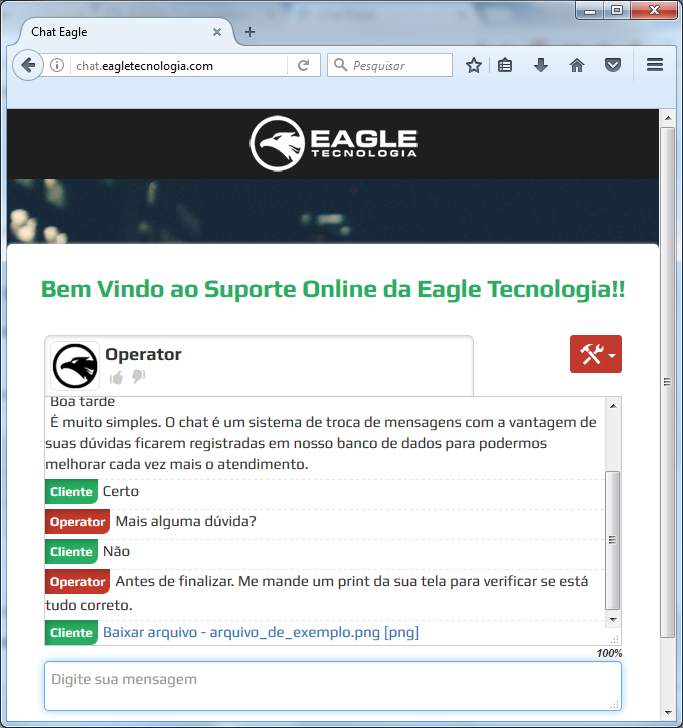 Chat Eagle
chat.eagletecnologia.com
Pesquisar
EAGLE
TECNOLOGIA
Bem Vindo ao Suporte Online da Eagle Tecnologia!!
Operator
Boa tarde
É muito simples. O chat é um sistema de troca de mensagens com a vantagem de
suas dúvidas ficarem registradas em nosso banco de dados para podermos
melhorar cada vez mais o atendimento.
Cliente Certo
Operator Mais alguma dúvida?
Cliente Não
Operator Antes de finalizar. Me mande um print da sua tela para verificar se está
tudo correto.
Cliente Baixar arquivo - arquivo_de_exemplo.png [png]
100%
Digite sua mensagem